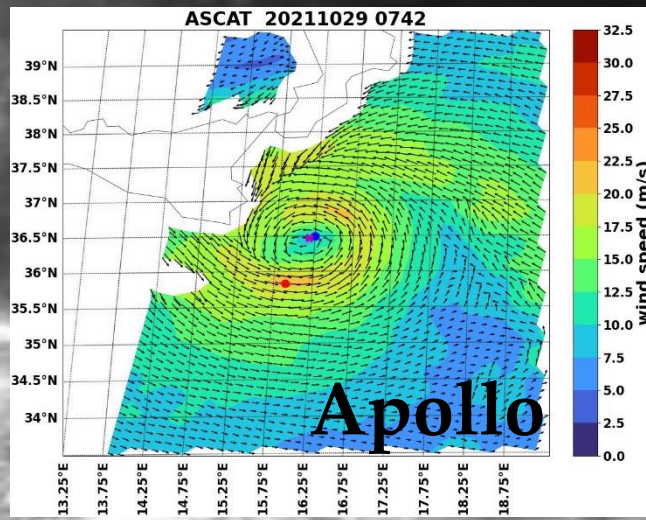 ASCAT 20211029 0742
39°N
38.5°N
38°N
37.5°N
37°N
36.5°N
36°N
35.5°N
35°N
34.5°N
34°N
13.25°E
13.75°E
14.25°E
14.75°E
15.25°E
15.75°E
16.25°E
16.75°E
17.25°E
17.75°E
18.25°E
18.75°E
Apollo
32.5
30.0
27.5
25.0
22.5
20.0
17.5
15.0
12.5
10.0
7.5
5.0
2.5
0.0
wind speed (m/s)